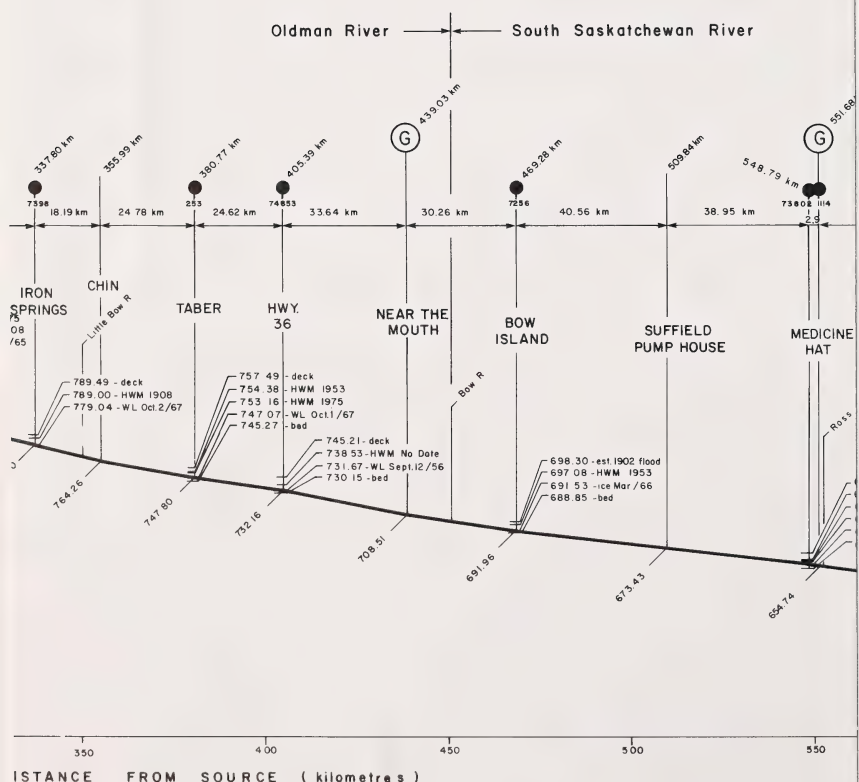 Oldman River
South Saskatchewan River
337.80 km
355.99 km
380.77 km
405.39 km
439.03 km
469.28 km
509.84 km
548.79 km
551.68
G
G
7398
253
74853
7256
73802
1114
18.19 km
24 78 km
24.62 km
33.64 km
30.26 km
40.56 km
38.95 km
2.9
IRON
SPRINGS
CHIN
TABER
HWY.
36
NEAR THE
MOUTH
BOW
ISLAND
SUFFIELD
PUMP HOUSE
MEDICINE
HAT
75
08
/65
Little Bow R
Bow R
Ross
789.49 - deck
789.00 - HWM 1908
779.04 - WL Oct. 2/67
757 49 - deck
754.38 - HWM 1953
753 16 - HWM 1975
747 07 - WL Oct. 1/67
745.27 - bed
745.21 - deck
738 53 - HWM No Date
731.67 - WL Sept. 12/56
730 15 - bed
698.30 - est. 1902 flood
697 08 - HWM 1953
691 53 - ice Mar/66
688.85 - bed
0
764.26
747 80
732 16
708.51
691.96
673.43
654.74
350
400
450
500
550
ISTANCE FROM SOURCE (kilometres)